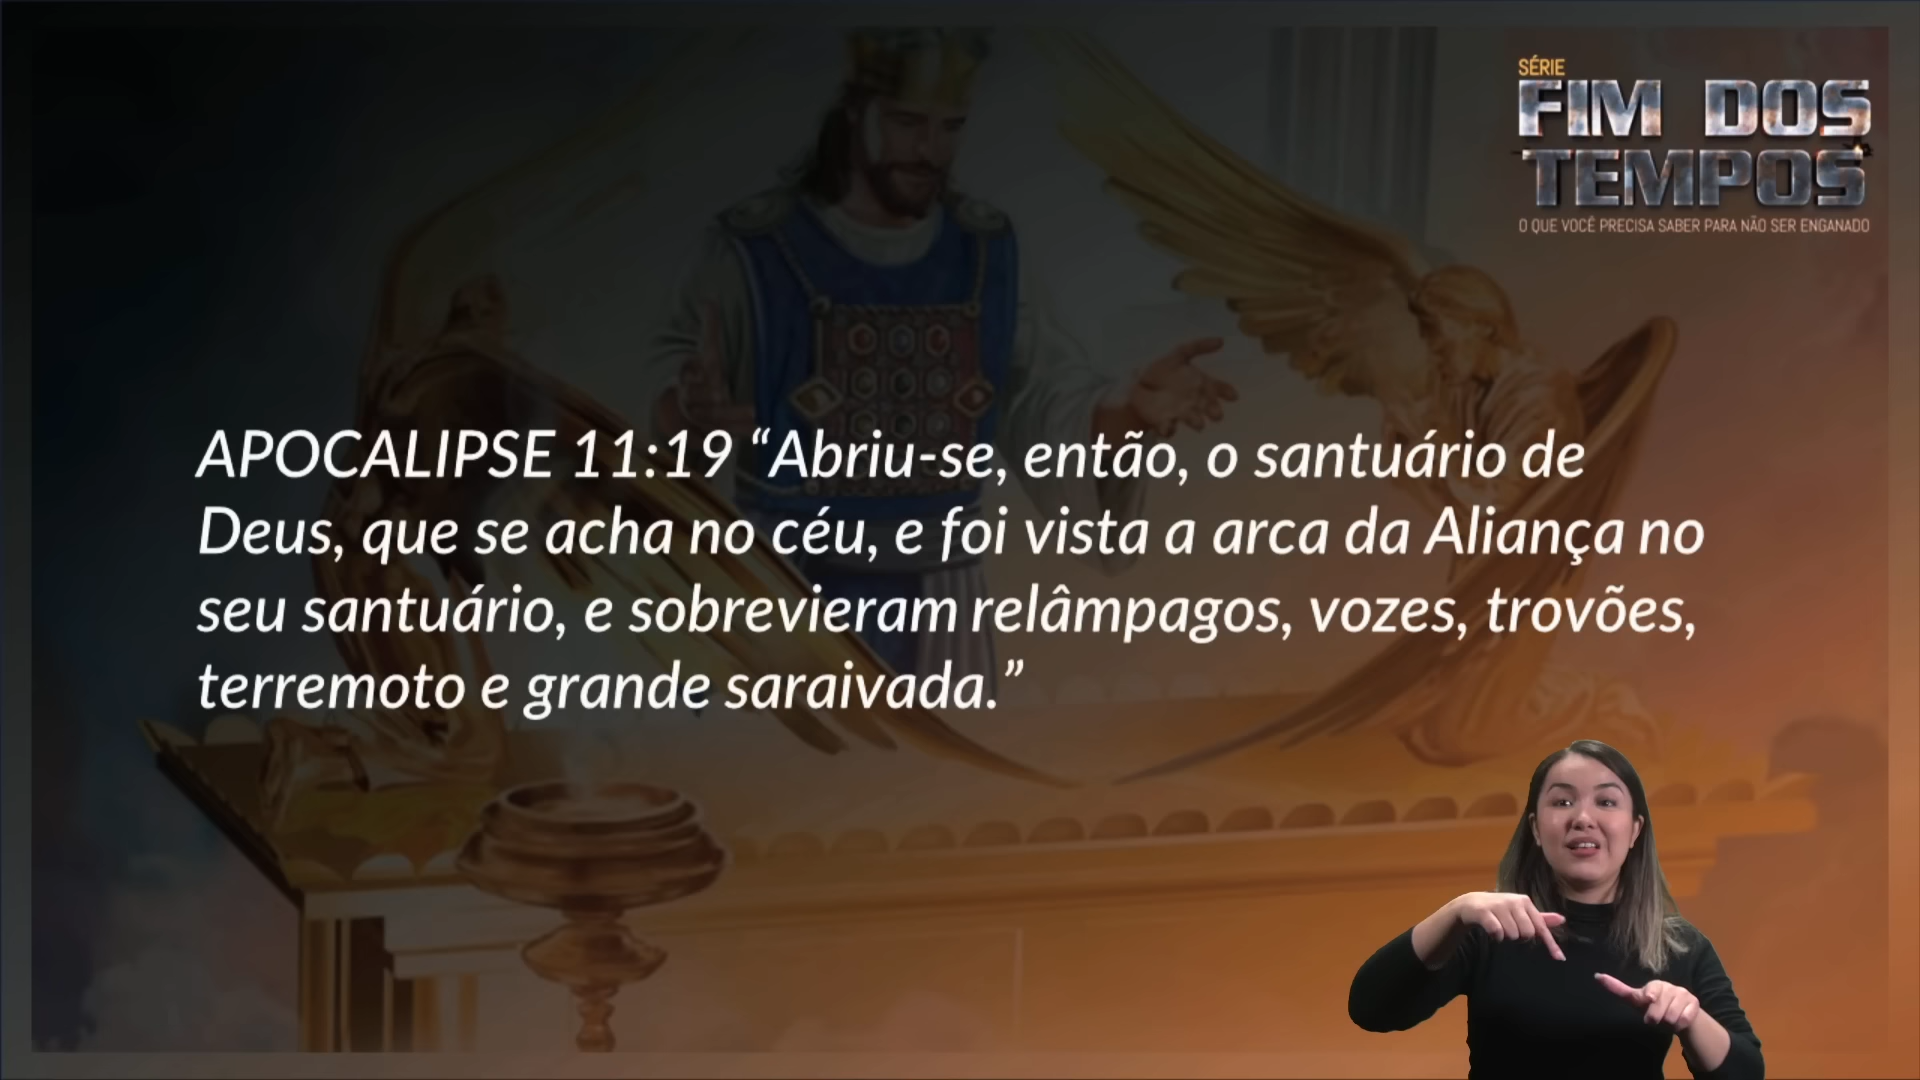 SÉRIE
FIM DOS
TEMPOS
O QUE VOCÊ PRECISA SABER PARA NÃO SER ENGANADO
APOCALIPSE 11:19 “Abriu-se, então, o santuário de
Deus, que se acha no céu, e foi vista a arca da Aliança no
seu santuário, e sobrevieram relâmpagos, vozes, trovões,
terremoto e grande saraivada.”